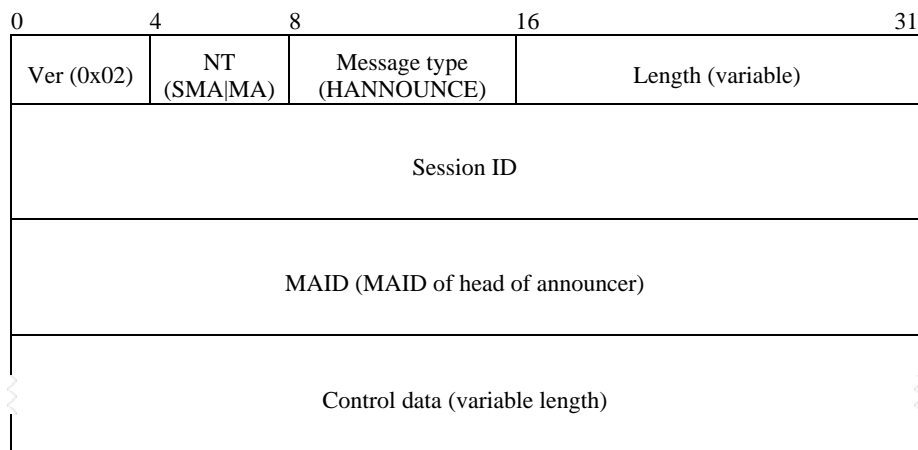 0 4 8 16 31
Ver (0x02)
NT
(SMA|MA)
Message type
(HANNOUNCE)
Length (variable)
Session ID
MAID (MAID of head of announcer)
Control data (variable length)